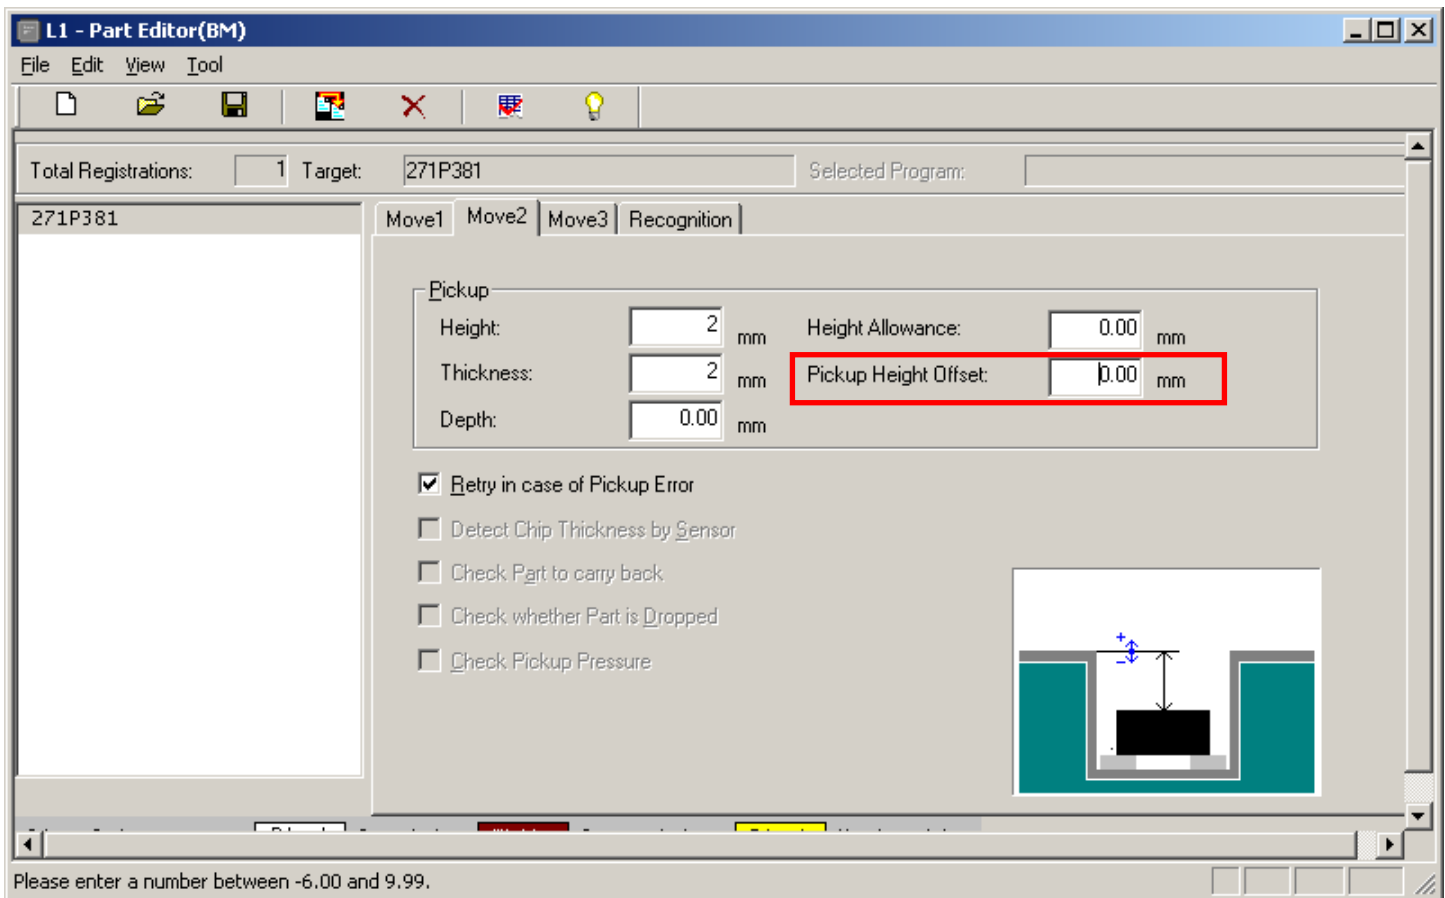 L1 - Part Editor(BM)
File Edit View Tool
Total Registrations: 1 Target: 271P381 Selected Program:
271P381
Move1 Move2 Move3 Recognition
Pickup
Height: 2 mm Height Allowance: 0.00 mm
Thickness: 2 mm Pickup Height Offset: 0.00 mm
Depth: 0.00 mm
Retry in case of Pickup Error
Detect Chip Thickness by Sensor
Check Part to carry back
Check whether Part is Dropped
Check Pickup Pressure
+
−
Please enter a number between -6.00 and 9.99.